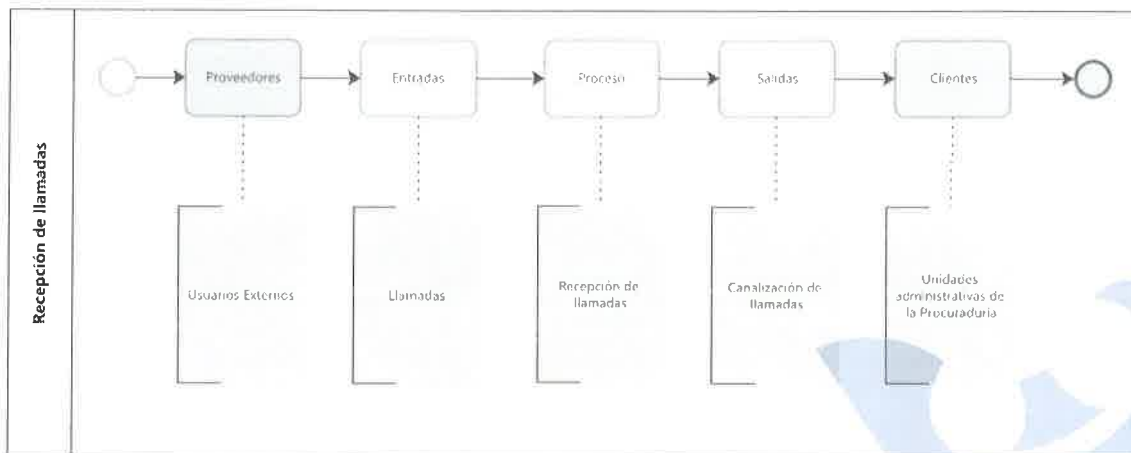 Recepción de llamadas
Proveedores
Entradas
Proceso
Salidas
Clientes
Usuarios Externos
Llamadas
Recepción de
llamadas
Canalización de
llamadas
Unidades
administrativas de
la Procuraduría